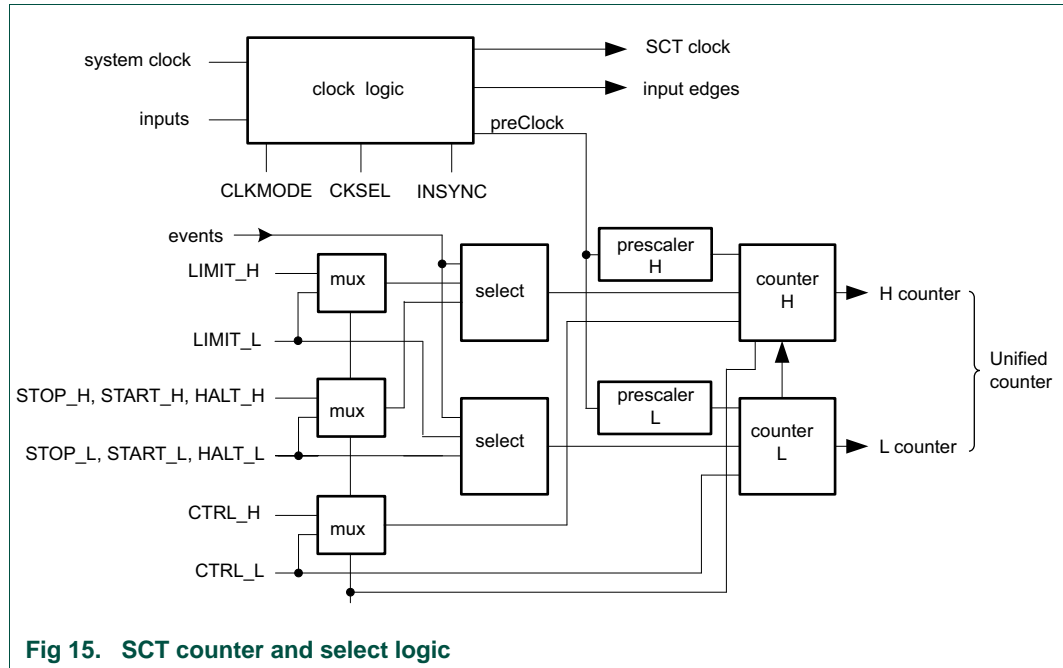 system clock
inputs
clock logic
SCT clock
input edges
preClock
CLKMODE
CKSEL
INSYNC
events
LIMIT_H
mux
LIMIT_L
select
prescaler
H
counter
H
H counter
STOP_H, START_H, HALT_H
mux
STOP_L, START_L, HALT_L
select
prescaler
L
counter
L
L counter
Unified
counter
CTRL_H
mux
CTRL_L
Fig 15. SCT counter and select logic